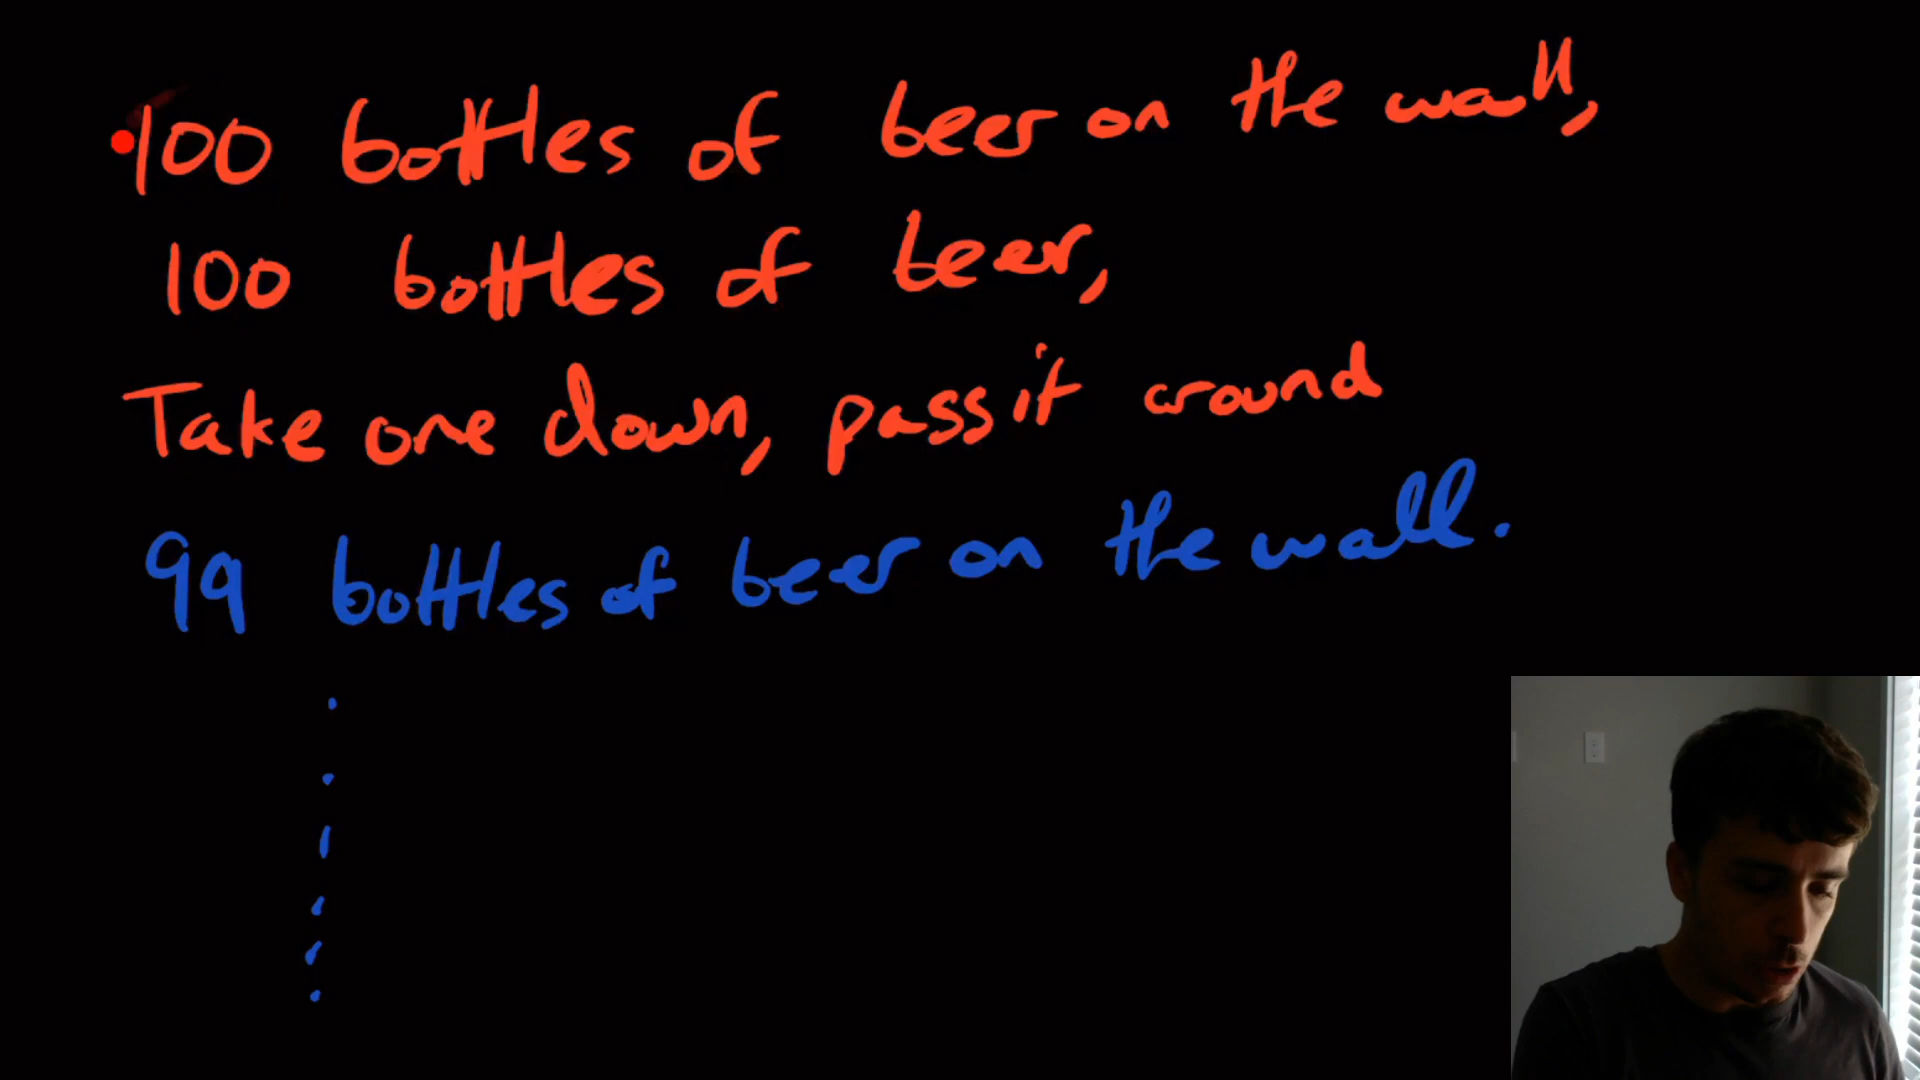 100 bottles of beer on the wall,
100 bottles of beer,
Take one down, pass it around
99 bottles of beer on the wall.